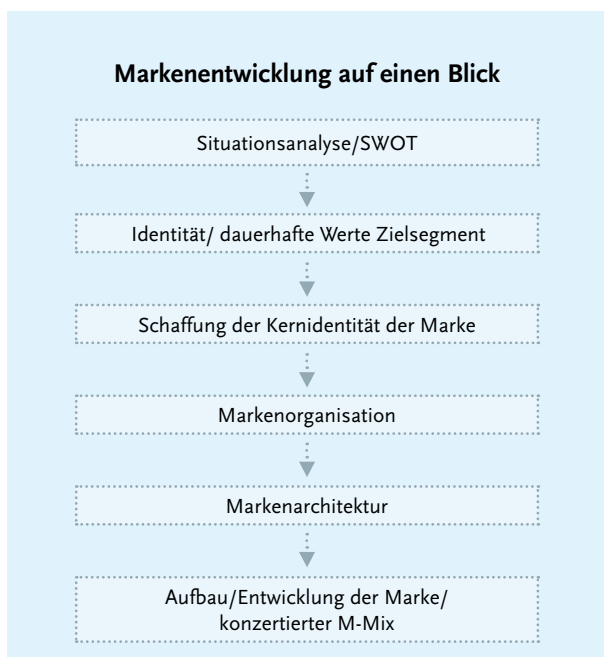 Markenentwicklung auf einen Blick
Situationsanalyse/SWOT
Identität/ dauerhafte Werte Zielsegment
Schaffung der Kernidentität der Marke
Markenorganisation
Markenarchitektur
Aufbau/Entwicklung der Marke/
konzertierter M-Mix